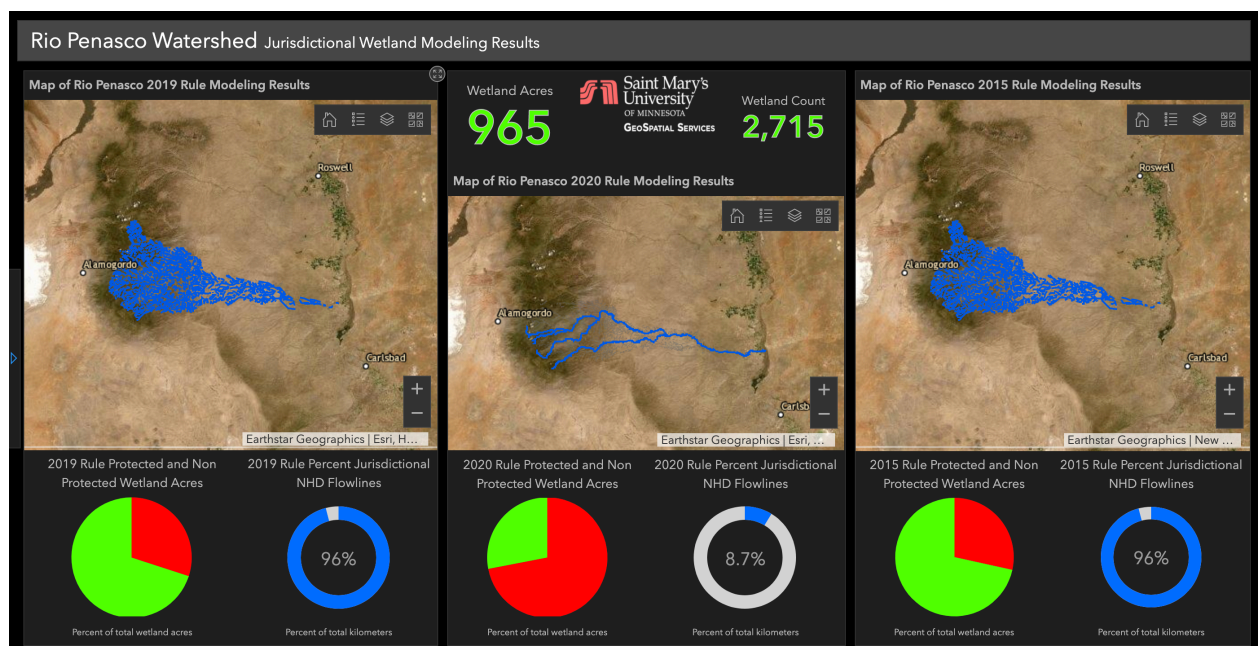 Rio Penasco Watershed Jurisdictional Wetland Modeling Results
Map of Rio Penasco 2019 Rule Modeling Results
Roswell
Alamogordo
Carlsbad
+
−
Earthstar Geographics | Esri, H...
2019 Rule Protected and Non
Protected Wetland Acres
Percent of total wetland acres
2019 Rule Percent Jurisdictional
NHD Flowlines
96%
Percent of total kilometers
Wetland Acres
965
Saint Mary's
University
OF MINNESOTA
GEOSPATIAL SERVICES
Wetland Count
2,715
Map of Rio Penasco 2020 Rule Modeling Results
Alamogordo
Carlsb
+
−
Earthstar Geographics | Esri, ...
2020 Rule Protected and Non
Protected Wetland Acres
Percent of total wetland acres
2020 Rule Percent Jurisdictional
NHD Flowlines
8.7%
Percent of total kilometers
Map of Rio Penasco 2015 Rule Modeling Results
Roswell
Alamogordo
Carlsbad
+
−
Earthstar Geographics | New ...
2015 Rule Protected and Non
Protected Wetland Acres
Percent of total wetland acres
2015 Rule Percent Jurisdictional
NHD Flowlines
96%
Percent of total kilometers